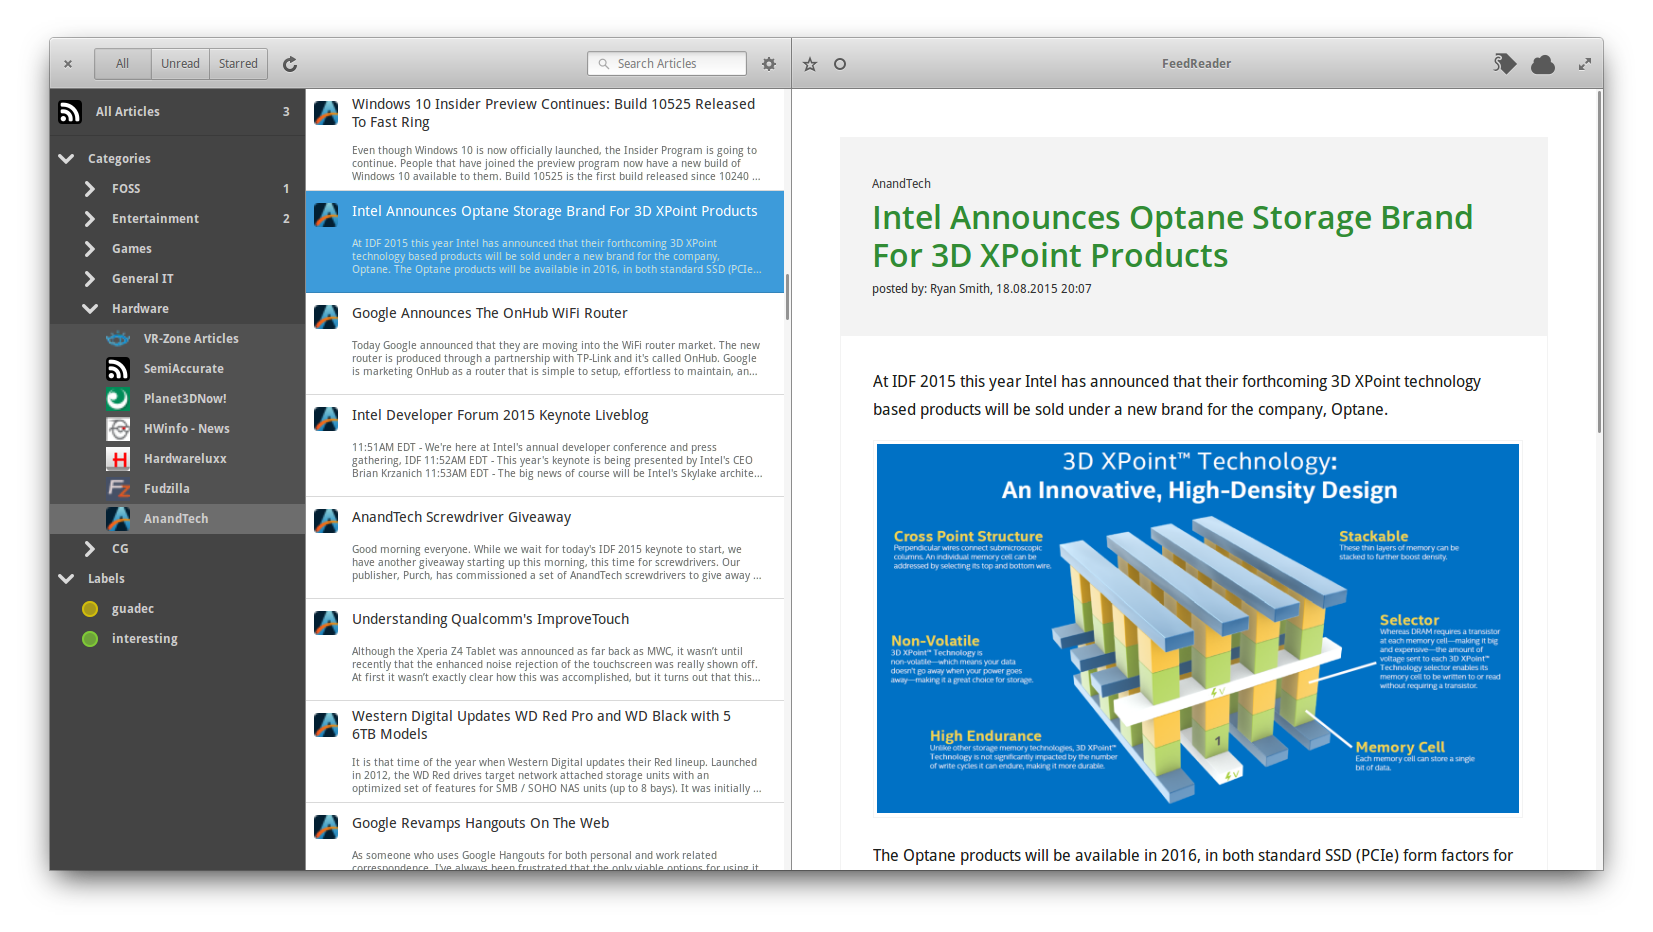 All
Unread
Starred
Search Articles
FeedReader
All Articles 3
Categories
FOSS 1
Entertainment 2
Games
General IT
Hardware
VR-Zone Articles
SemiAccurate
Planet3DNow!
HWinfo - News
Hardwareluxx
Fudzilla
AnandTech
CG
Labels
guadec
interesting
Windows 10 Insider Preview Continues: Build 10525 Released
To Fast Ring
Even though Windows 10 is now officially launched, the Insider Program is going to
continue. People that have joined the preview program now have a new build of
Windows 10 available to them. Build 10525 is the first build released since 10240 ...
Intel Announces Optane Storage Brand For 3D XPoint Products
At IDF 2015 this year Intel has announced that their forthcoming 3D XPoint
technology based products will be sold under a new brand for the company,
Optane. The Optane products will be available in 2016, in both standard SSD (PCIe...
Google Announces The OnHub WiFi Router
Today Google announced that they are moving into the WiFi router market. The new
router is produced through a partnership with TP-Link and it's called OnHub. Google
is marketing OnHub as a router that is simple to setup, effortless to maintain, an...
Intel Developer Forum 2015 Keynote Liveblog
11:51AM EDT - We're here at Intel's annual developer conference and press
gathering, IDF 11:52AM EDT - This year's keynote is being presented by Intel's CEO
Brian Krzanich 11:53AM EDT - The big news of course will be Intel's Skylake archite...
AnandTech Screwdriver Giveaway
Good morning everyone. While we wait for today's IDF 2015 keynote to start, we
have another giveaway starting up this morning, this time for screwdrivers. Our
publisher, Purch, has commissioned a set of AnandTech screwdrivers to give away ...
Understanding Qualcomm's ImproveTouch
Although the Xperia Z4 Tablet was announced as far back as MWC, it wasn't until
recently that the enhanced noise rejection of the touchscreen was really shown off.
At first it wasn't exactly clear how this was accomplished, but it turns out that this...
Western Digital Updates WD Red Pro and WD Black with 5
6TB Models
It is that time of the year when Western Digital updates their Red lineup. Launched
in 2012, the WD Red drives target network attached storage units with an
optimized set of features for SMB / SOHO NAS units (up to 8 bays). It was initially ...
Google Revamps Hangouts On The Web
As someone who uses Google Hangouts for both personal and work related
correspondence, I've always been frustrated that the only viable options for using it
AnandTech
Intel Announces Optane Storage Brand
For 3D XPoint Products
posted by: Ryan Smith, 18.08.2015 20:07
At IDF 2015 this year Intel has announced that their forthcoming 3D XPoint technology
based products will be sold under a new brand for the company, Optane.
3D XPoint™ Technology:
An Innovative, High-Density Design
Cross Point Structure
Perpendicular wires connect submicroscopic
columns. An individual memory cell can be
addressed by selecting its top and bottom wire.
Non-Volatile
3D XPoint™ Technology is
non-volatile—which means your data
doesn't go away when your power goes
away—making it a great choice for storage.
High Endurance
Unlike other storage memory technologies, 3D XPoint™
Technology is not significantly impacted by the number
of write cycles it can endure, making it more durable.
Stackable
These thin layers of memory can be
stacked to further boost density.
Selector
Whereas DRAM requires a transistor
at each memory cell—making it big
and expensive—the amount of
voltage sent to each 3D XPoint™
Technology selector enables its
memory cell to be written to or read
without requiring a transistor.
Memory Cell
Each memory cell can store a single
bit of data.
V
1
V
The Optane products will be available in 2016, in both standard SSD (PCIe) form factors for